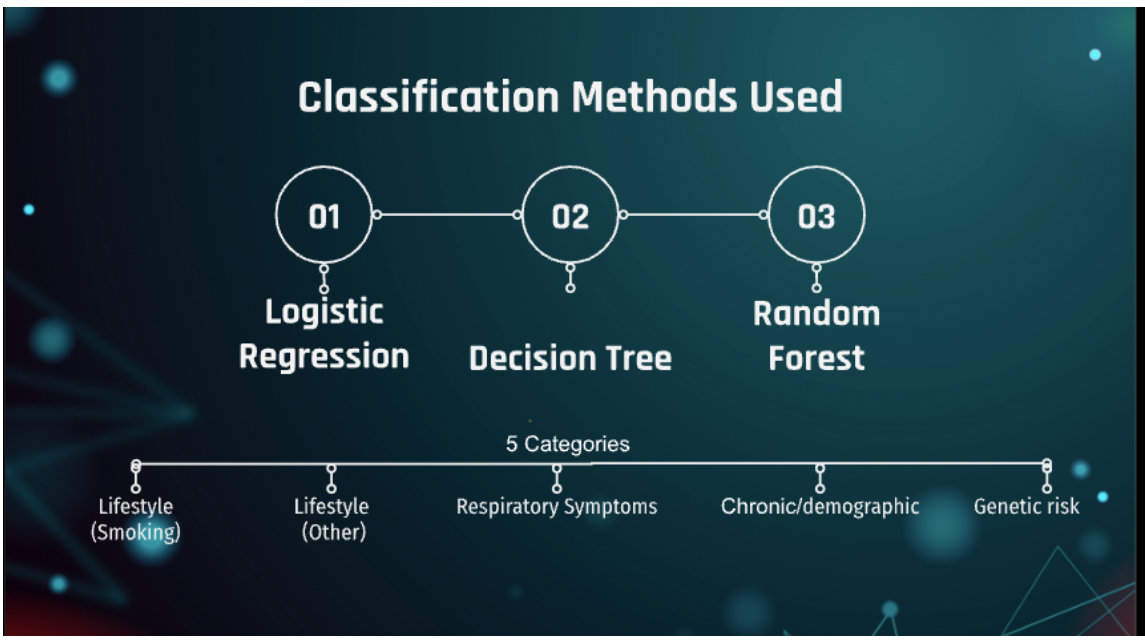 Classification Methods Used
01
02
03
Logistic
Regression
Decision Tree
Random
Forest
5 Categories
Lifestyle
(Smoking)
Lifestyle
(Other)
Respiratory Symptoms
Chronic/demographic
Genetic risk